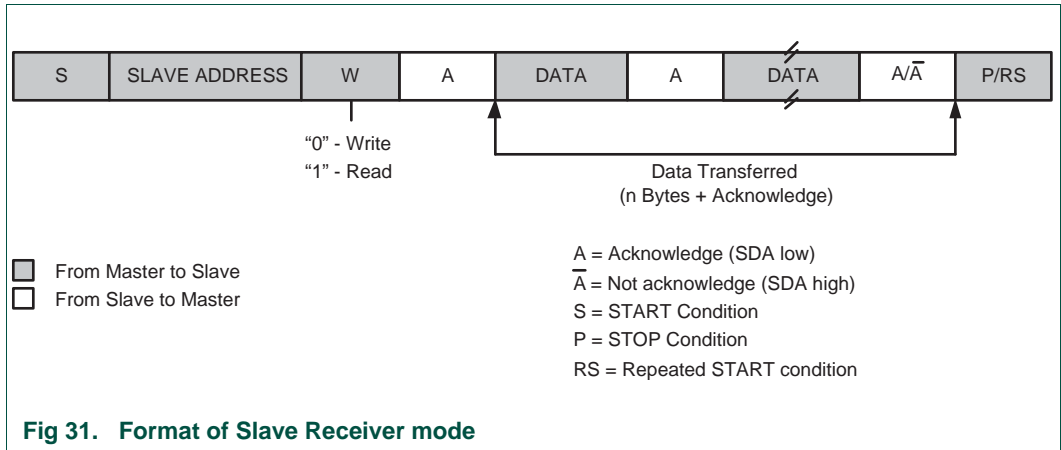 S SLAVE ADDRESS W A DATA A DATA A/A̅ P/RS
“0” - Write
“1” - Read
Data Transferred
(n Bytes + Acknowledge)
From Master to Slave
From Slave to Master
A = Acknowledge (SDA low)
A̅ = Not acknowledge (SDA high)
S = START Condition
P = STOP Condition
RS = Repeated START condition
Fig 31. Format of Slave Receiver mode